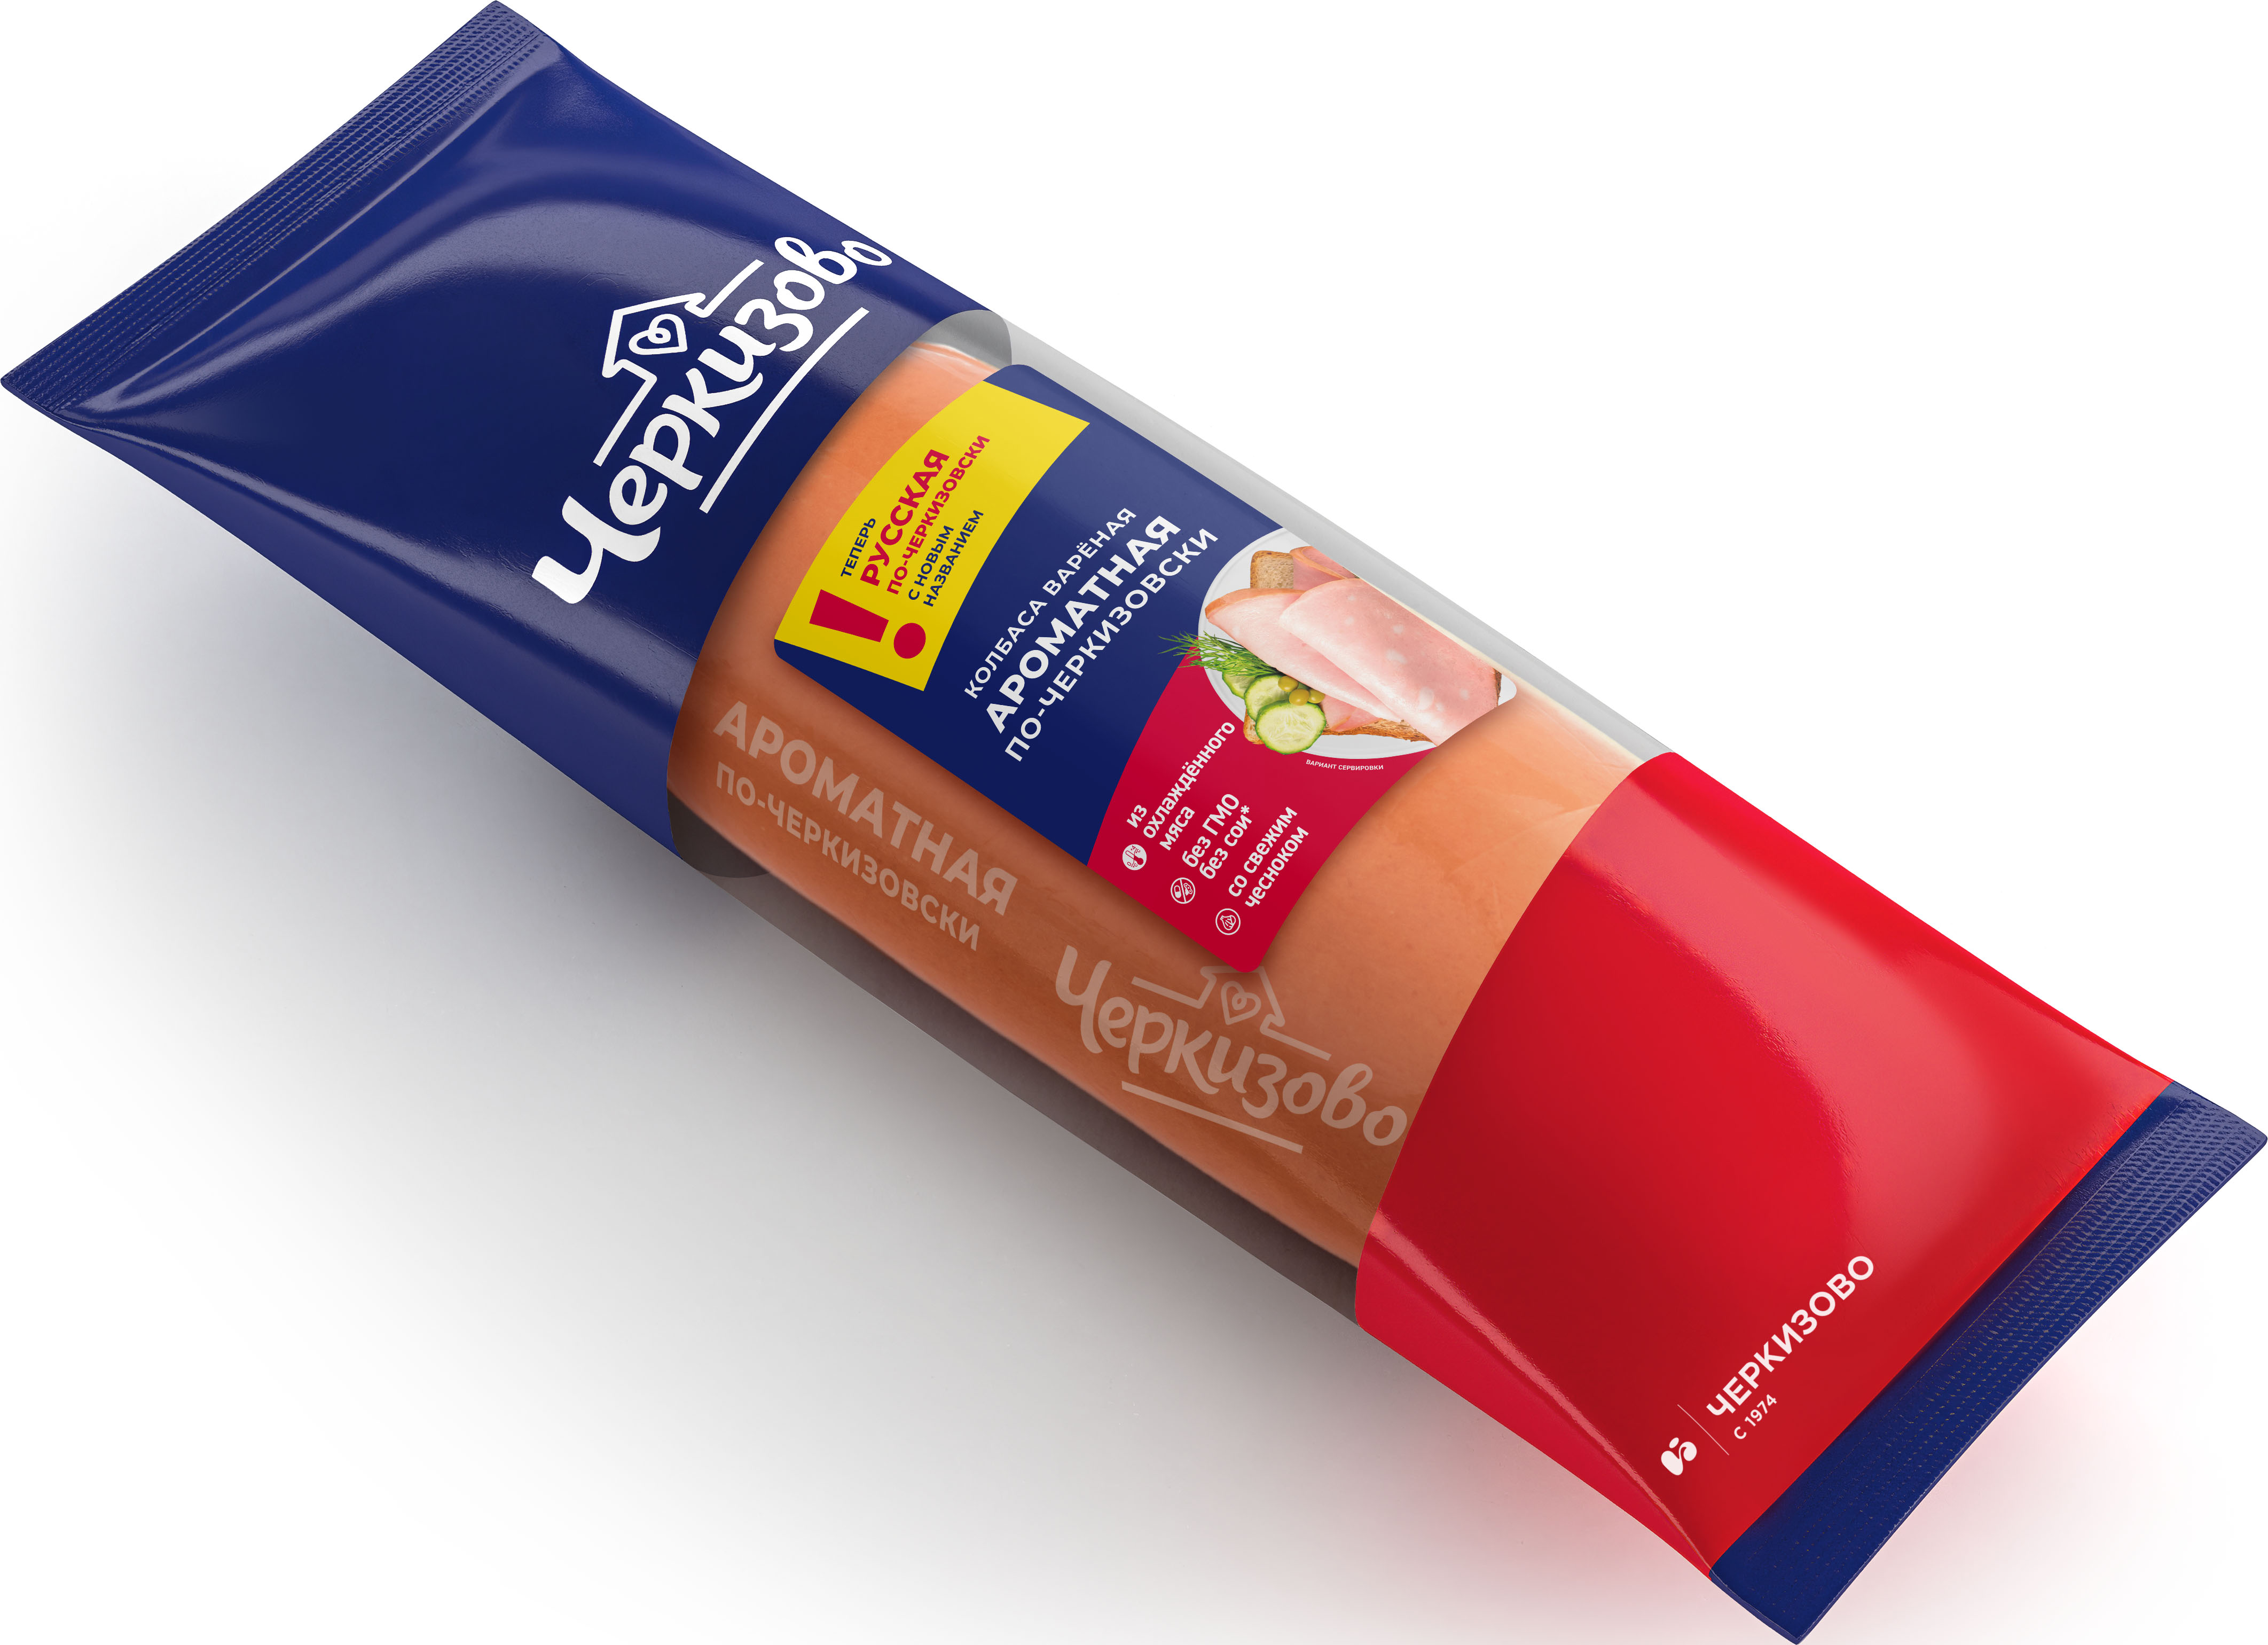 Черкизово
ТЕПЕРЬ
РУССКАЯ
ПО-ЧЕРКИЗОВСКИ
С НОВЫМ
НАЗВАНИЕМ
!
КОЛБАСА ВАРЁНАЯ
АРОМАТНАЯ
ПО-ЧЕРКИЗОВСКИ
ВАРИАНТ СЕРВИРОВКИ
из
охлаждённого
мяса
без ГМО
без сои*
со свежим
чесноком
АРОМАТНАЯ
ПО-ЧЕРКИЗОВСКИ
Черкизово
ЧЕРКИЗОВО
С 1974